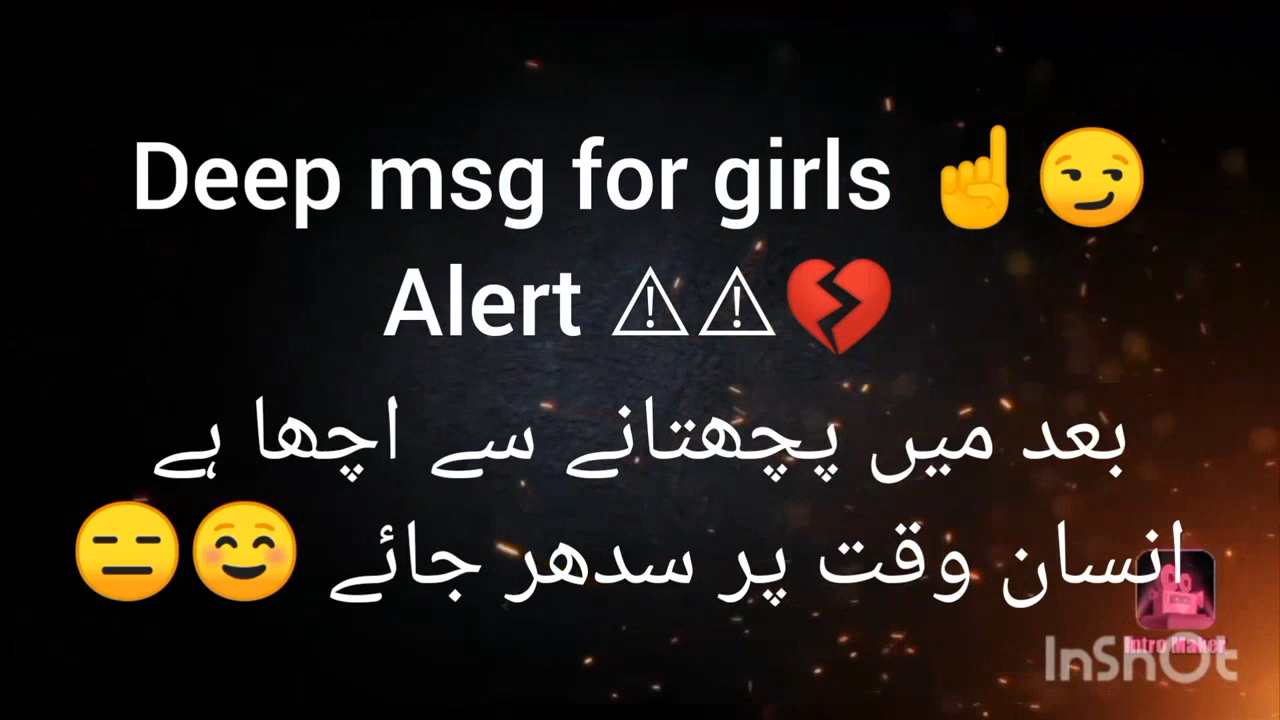 Deep msg for girls ☝😏
Alert ⚠⚠💔
بعد میں پچھتانے سے اچھا ہے
انسان وقت پر سدھر جائے 😊😑
Intro Maker
InShOt